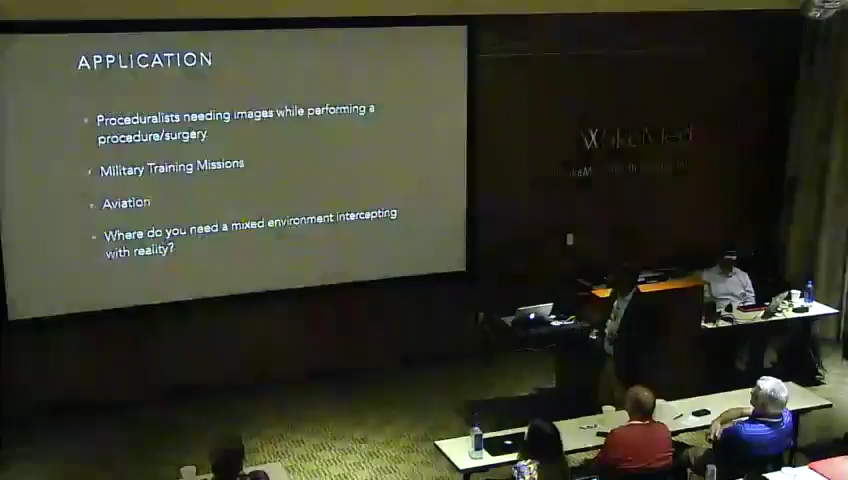 APPLICATION
Proceduralists needing images while performing a
procedure/surgery
Military Training Missions
Aviation
Where do you need a mixed environment intercepting
with reality?
WakeMed